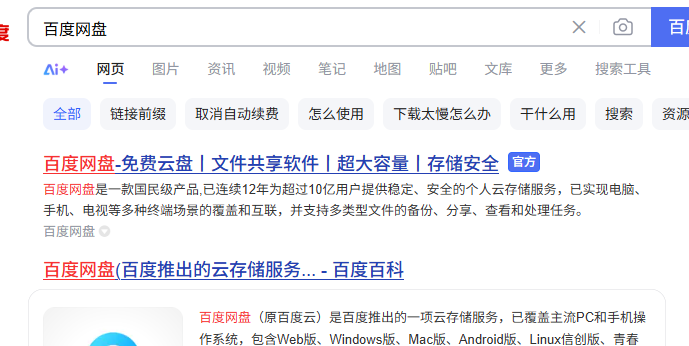 百度网盘
百度
Ai+
网页
图片
资讯
视频
笔记
地图
贴吧
文库
更多
搜索工具
全部
链接前缀
取消自动续费
怎么使用
下载太慢怎么办
干什么用
搜索
资源
百度网盘-免费云盘丨文件共享软件丨超大容量丨存储安全 官方
百度网盘是一款国民级产品,已连续12年为超过10亿用户提供稳定、安全的个人云存储服务，已实现电脑、
手机、电视等多种终端场景的覆盖和互联，并支持多类型文件的备份、分享、查看和处理任务。
百度网盘
百度网盘(百度推出的云存储服务... - 百度百科
百度网盘（原百度云）是百度推出的一项云存储服务，已覆盖主流PC和手机操
作系统，包含Web版、Windows版、Mac版、Android版、Linux信创版、青春